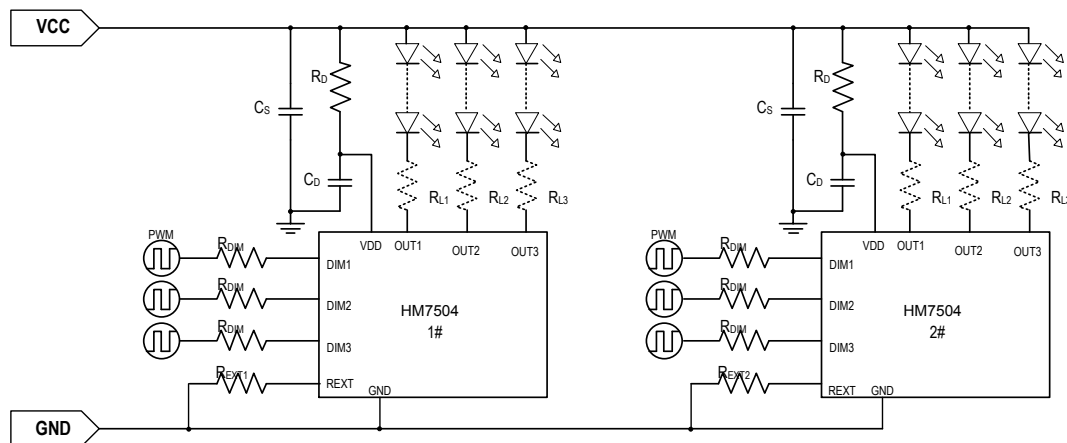 VCC
RD
RD
CS
CS
CD
CD
RL1
RL2
RL3
RL1
RL2
PWM
RDIM
VDD
OUT1
OUT2
OUT3
PWM
RDIM
VDD
OUT1
OUT2
OUT3
DIM1
DIM1
RDIM
DIM2
HM7504
RDIM
DIM2
HM7504
RDIM
DIM3
1#
RDIM
DIM3
2#
REXT1
REXT
GND
REXT2
REXT
GND
GND